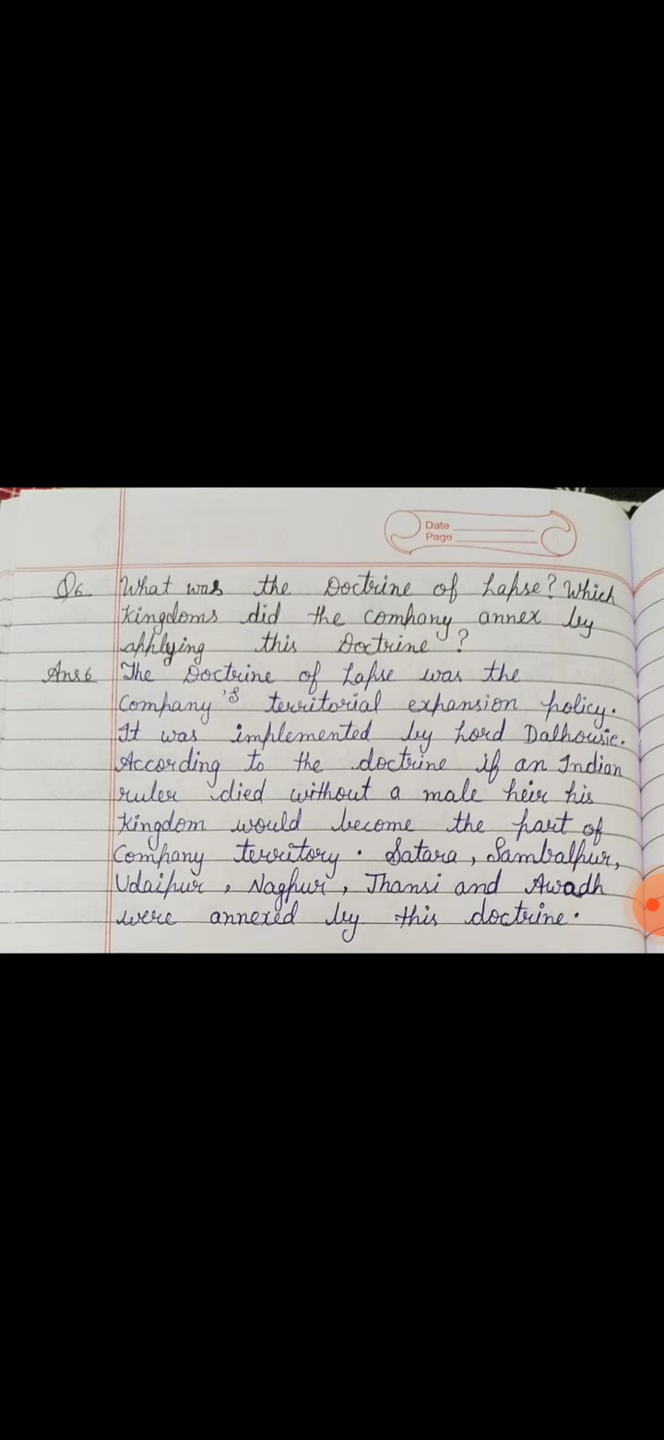 Date
Page
Q6 What was the Doctrine of Lapse? Which
kingdoms did the company annex by
applying this Doctrine?
Ans6 The Doctrine of Lapse was the
Company's territorial expansion policy.
It was implemented by Lord Dalhousie.
According to the doctrine if an Indian
ruler died without a male heir his
kingdom would become the part of
Company territory. Satara, Sambalpur,
Udaipur, Nagpur, Jhansi and Awadh
were annexed by this doctrine.